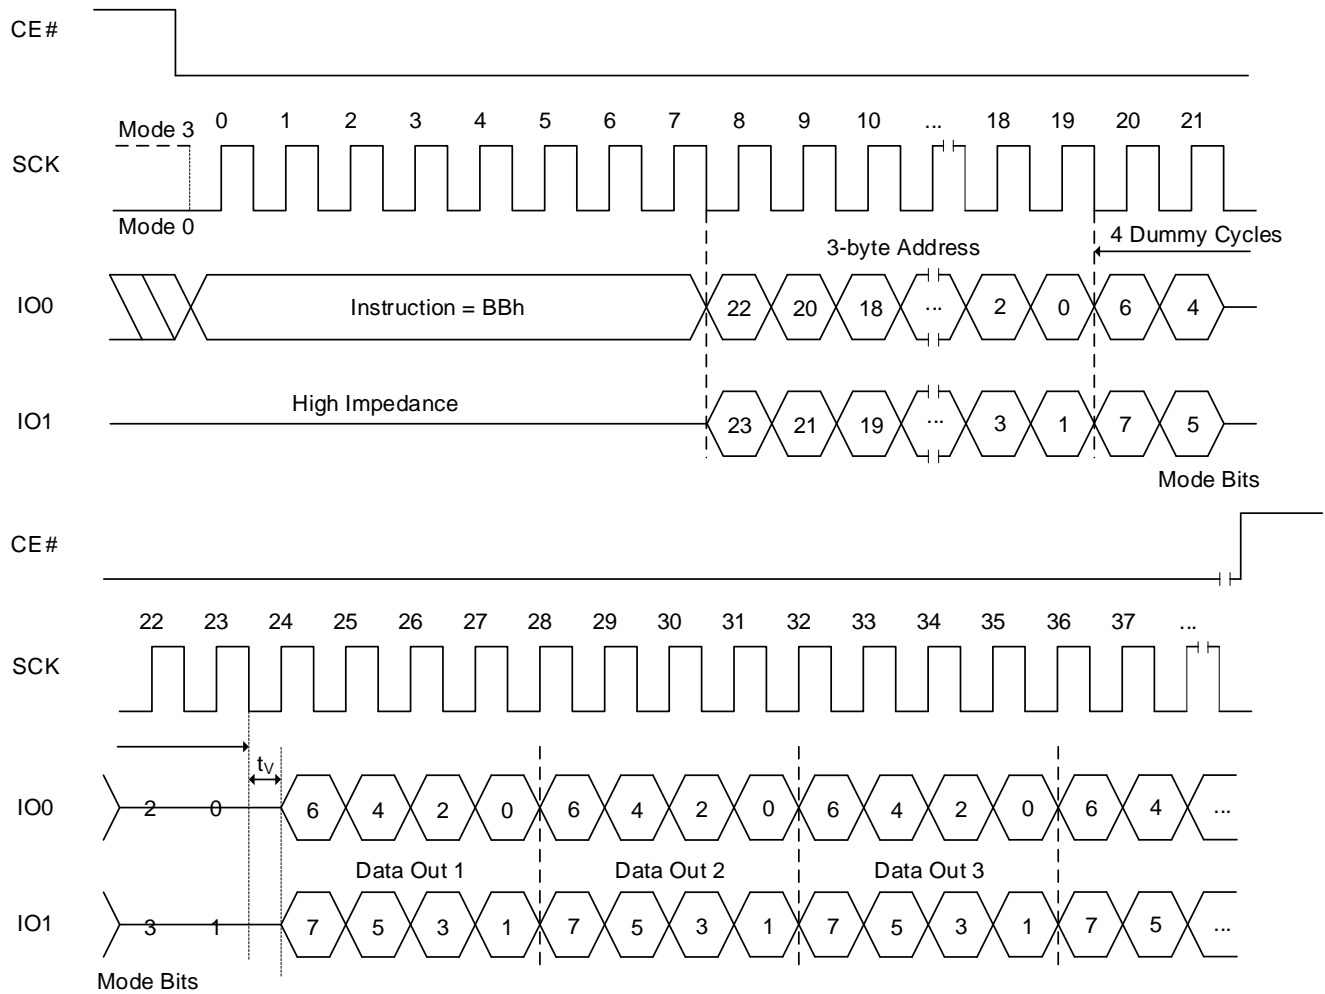 CE#
0 1 2 3 4 5 6 7 8 9 10 ... 18 19 20 21
Mode 3
SCK
Mode 0
3-byte Address 4 Dummy Cycles
IO0 Instruction = BBh 22 20 18 ... 2 0 6 4
High Impedance
IO1 23 21 19 ... 3 1 7 5
Mode Bits
CE#
22 23 24 25 26 27 28 29 30 31 32 33 34 35 36 37 ...
SCK
tV
IO0 2 0 6 4 2 0 6 4 2 0 6 4 2 0 6 4 ...
Data Out 1 Data Out 2 Data Out 3
IO1 3 1 7 5 3 1 7 5 3 1 7 5 3 1 7 5 ...
Mode Bits